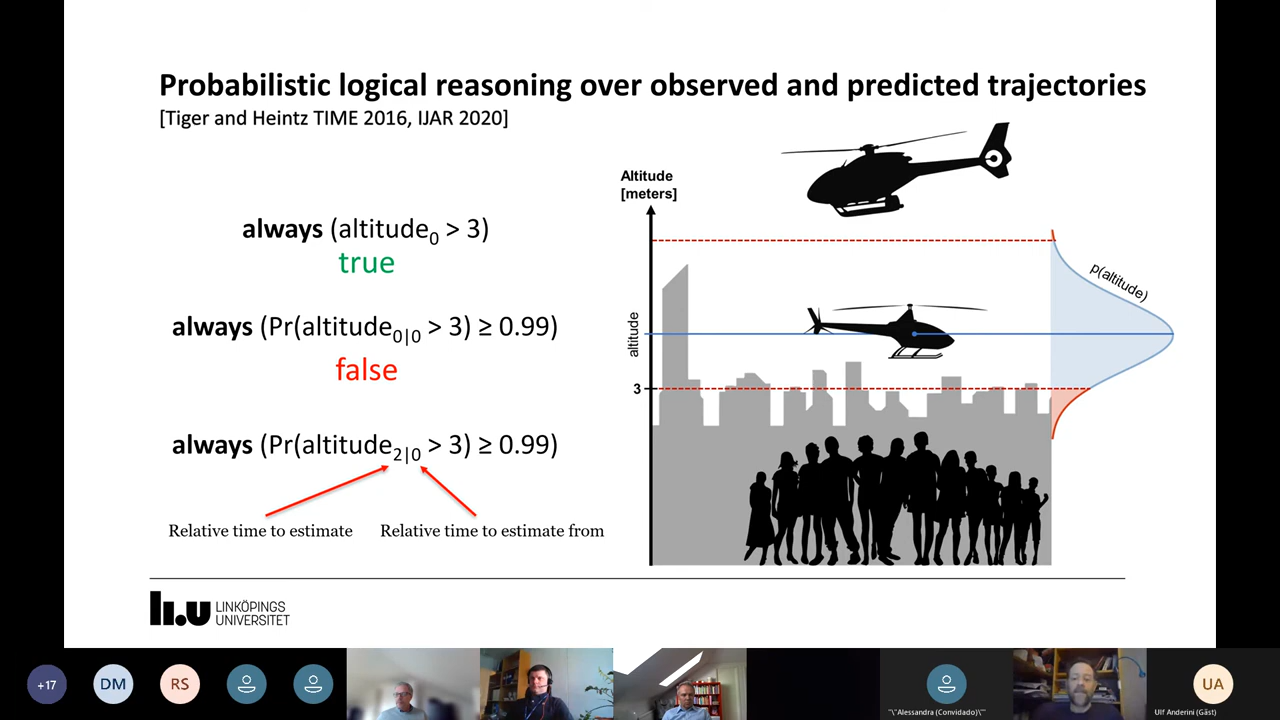 Probabilistic logical reasoning over observed and predicted trajectories
[Tiger and Heintz TIME 2016, IJAR 2020]
always (altitude₀ > 3)
true
always (Pr(altitude₀|₀ > 3) ≥ 0.99)
false
always (Pr(altitude₂|₀ > 3) ≥ 0.99)
Relative time to estimate
Relative time to estimate from
Altitude
[meters]
altitude
3
p(altitude)
li.u LINKÖPINGS
UNIVERSITET
+17
DM
RS
"\"Alessandra (Convidado)\""
UA
Ulf Anderini (Gäst)